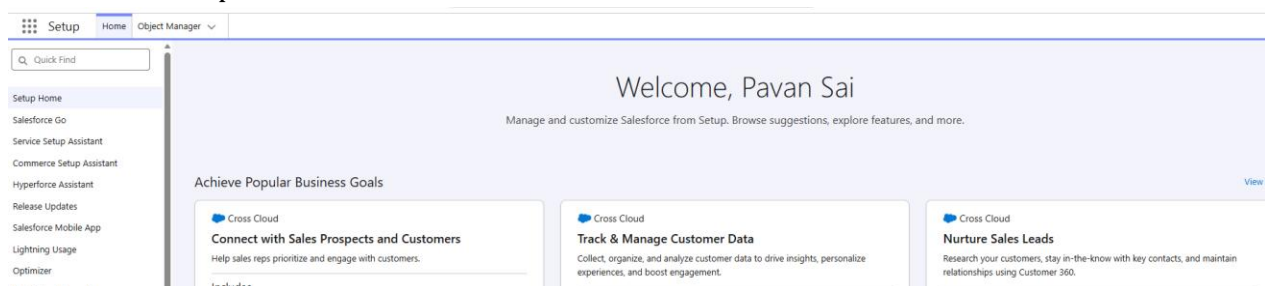 Setup Home Object Manager
Quick Find
Setup Home
Salesforce Go
Service Setup Assistant
Commerce Setup Assistant
Hyperforce Assistant
Release Updates
Salesforce Mobile App
Lightning Usage
Optimizer
Welcome, Pavan Sai
Manage and customize Salesforce from Setup. Browse suggestions, explore features, and more.
Achieve Popular Business Goals
View
Cross Cloud
Connect with Sales Prospects and Customers
Help sales reps prioritize and engage with customers.
Includes
Cross Cloud
Track & Manage Customer Data
Collect, organize, and analyze customer data to drive insights, personalize
experiences, and boost engagement.
Cross Cloud
Nurture Sales Leads
Research your customers, stay in-the-know with key contacts, and maintain
relationships using Customer 360.